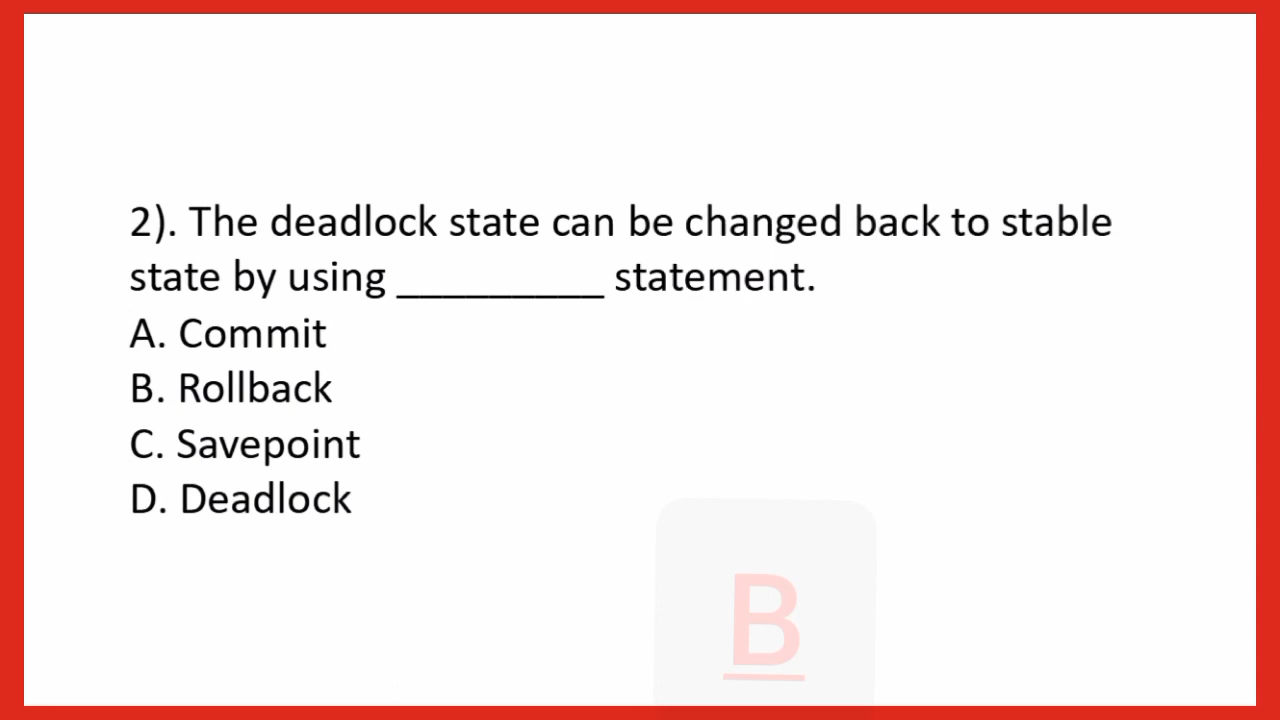 2). The deadlock state can be changed back to stable
state by using _________ statement.
A. Commit
B. Rollback
C. Savepoint
D. Deadlock
B